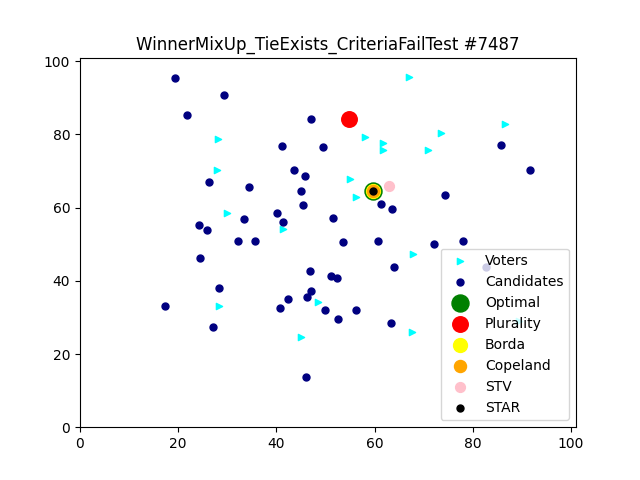 WinnerMixUp_TieExists_CriteriaFailTest #7487
100
80
60
40
20
0
0 20 40 60 80 100
Voters
Candidates
Optimal
Plurality
Borda
Copeland
STV
STAR